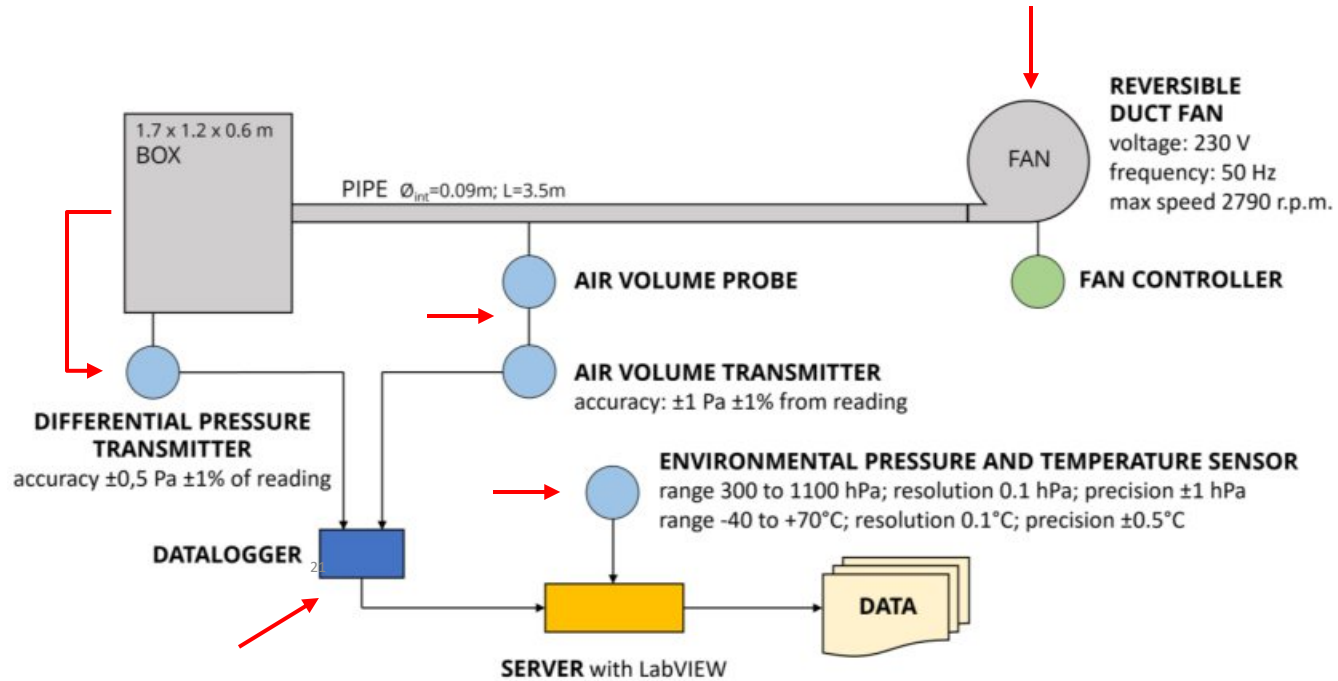 1.7 x 1.2 x 0.6 m
BOX
PIPE Øint=0.09m; L=3.5m
FAN
REVERSIBLE
DUCT FAN
voltage: 230 V
frequency: 50 Hz
max speed 2790 r.p.m.
AIR VOLUME PROBE
FAN CONTROLLER
AIR VOLUME TRANSMITTER
accuracy: ±1 Pa ±1% from reading
DIFFERENTIAL PRESSURE
TRANSMITTER
accuracy ±0,5 Pa ±1% of reading
ENVIRONMENTAL PRESSURE AND TEMPERATURE SENSOR
range 300 to 1100 hPa; resolution 0.1 hPa; precision ±1 hPa
range -40 to +70°C; resolution 0.1°C; precision ±0.5°C
DATALOGGER
21
DATA
SERVER with LabVIEW